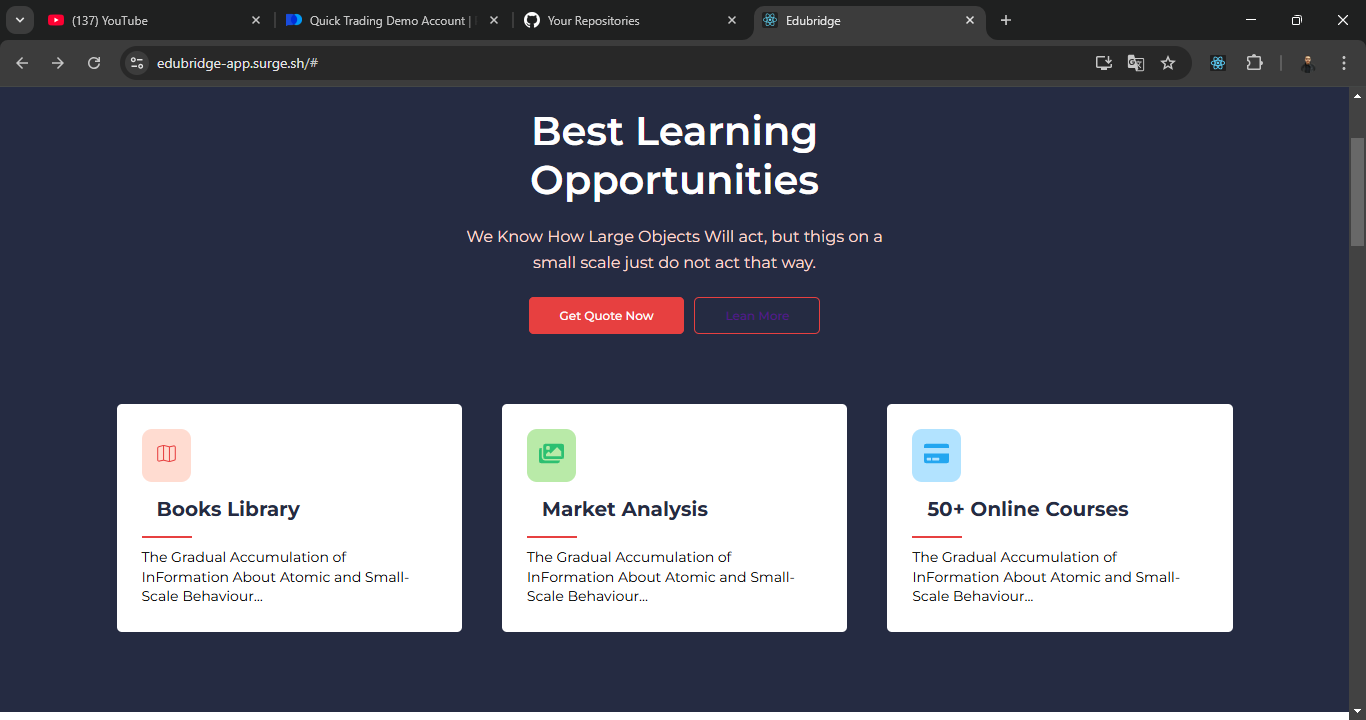 (137) YouTube
Quick Trading Demo Account |
Your Repositories
Edubridge
edubridge-app.surge.sh/#
Best Learning
Opportunities
We Know How Large Objects Will act, but thigs on a
small scale just do not act that way.
Get Quote Now
Learn More
Books Library
The Gradual Accumulation of
InFormation About Atomic and Small-
Scale Behaviour...
Market Analysis
The Gradual Accumulation of
InFormation About Atomic and Small-
Scale Behaviour...
50+ Online Courses
The Gradual Accumulation of
InFormation About Atomic and Small-
Scale Behaviour...